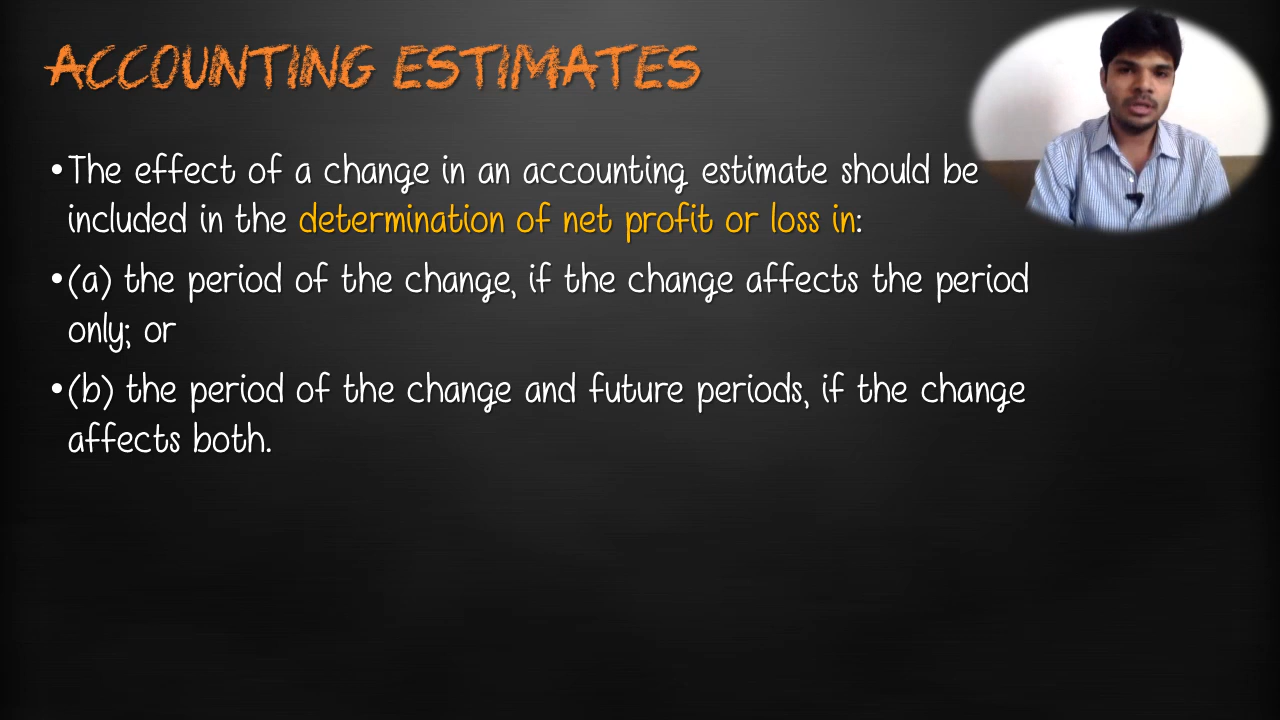 ACCOUNTING ESTIMATES
•The effect of a change in an accounting estimate should be
included in the determination of net profit or loss in:
•(a) the period of the change, if the change affects the period
only; or
•(b) the period of the change and future periods, if the change
affects both.